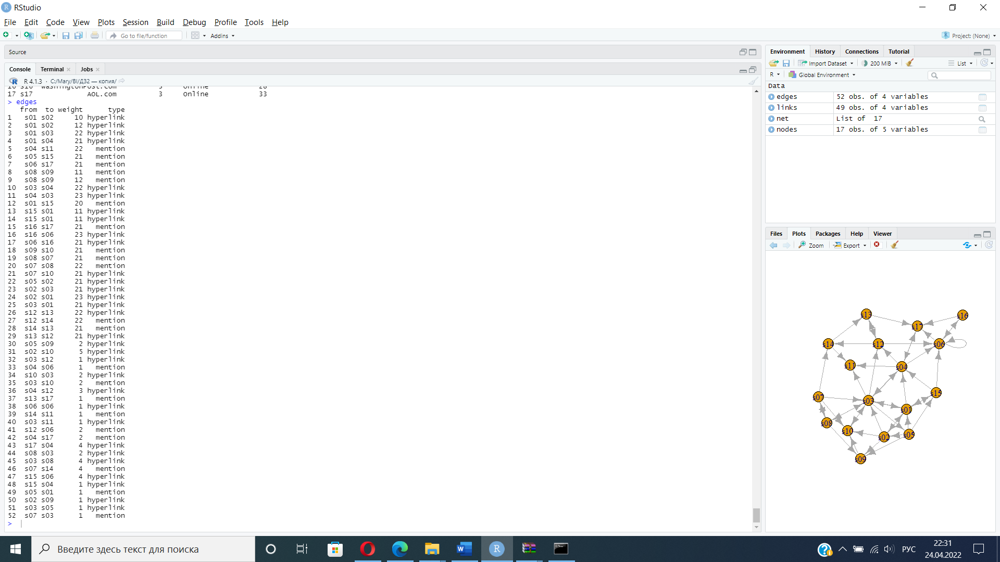 RStudio
File Edit Code View Plots Session Build Debug Profile Tools Help
Go to file/function Addins Project: (None)
Source
Console Terminal Jobs
R 4.1.3 · C:/Mary/BI/ДЗ2 — копия/
16 s16 WashingtonPost.com 3 Online 28
17 s17 AOL.com 3 Online 33
> edges
from to weight type
1 s01 s02 10 hyperlink
2 s01 s02 12 hyperlink
3 s01 s03 22 hyperlink
4 s01 s04 21 hyperlink
5 s04 s11 22 mention
6 s05 s15 21 mention
7 s06 s17 21 mention
8 s08 s09 11 mention
9 s08 s09 12 mention
10 s03 s04 22 hyperlink
11 s04 s03 23 hyperlink
12 s01 s15 20 mention
13 s15 s01 11 hyperlink
14 s15 s01 11 hyperlink
15 s16 s17 21 mention
16 s16 s06 23 hyperlink
17 s06 s16 21 hyperlink
18 s09 s10 21 mention
19 s08 s07 21 mention
20 s07 s08 22 mention
21 s07 s10 21 hyperlink
22 s05 s02 21 hyperlink
23 s02 s03 21 hyperlink
24 s02 s01 23 hyperlink
25 s03 s01 21 hyperlink
26 s12 s13 22 hyperlink
27 s12 s14 22 mention
28 s14 s13 21 mention
29 s13 s12 21 hyperlink
30 s05 s09 2 hyperlink
31 s02 s10 5 hyperlink
32 s03 s12 1 hyperlink
33 s04 s06 1 mention
34 s10 s03 2 hyperlink
35 s03 s10 2 mention
36 s04 s12 3 hyperlink
37 s13 s17 1 mention
38 s06 s06 1 hyperlink
39 s14 s11 1 mention
40 s03 s11 1 hyperlink
41 s12 s06 2 mention
42 s04 s17 2 mention
43 s17 s04 4 hyperlink
44 s08 s03 2 hyperlink
45 s03 s08 4 hyperlink
46 s07 s14 4 mention
47 s15 s06 4 hyperlink
48 s15 s04 1 hyperlink
49 s05 s01 1 mention
50 s02 s09 1 hyperlink
51 s03 s05 1 hyperlink
52 s07 s03 1 mention
>
Environment History Connections Tutorial
Import Dataset 200 MiB List
R Global Environment
Data
edges 52 obs. of 4 variables
links 49 obs. of 4 variables
net List of 17
nodes 17 obs. of 5 variables
Files Plots Packages Help Viewer
Zoom Export
s13
s16
s17
s14
s12
s06
s11
s04
s15
s07
s03
s01
s08
s10
s02
s05
s09
Введите здесь текст для поиска
РУС
22:31
24.04.2022